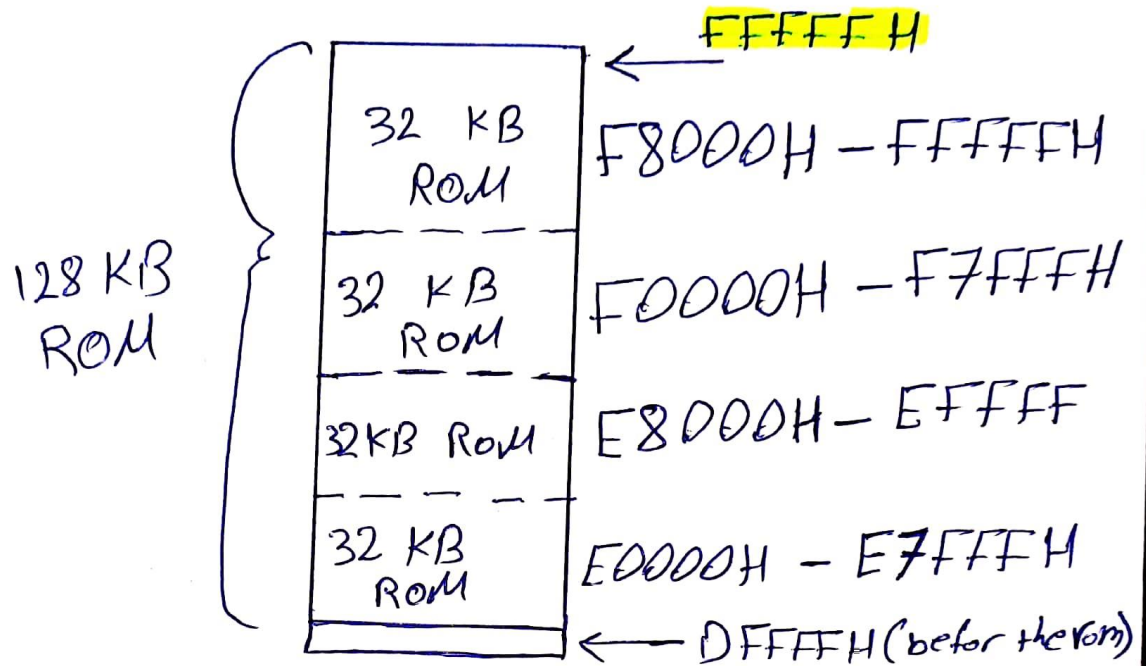 FFFFFH
32 KB
ROM
F8000H - FFFFFH
128 KB
ROM
32 KB
ROM
F0000H - F7FFFH
32KB ROM
E8000H - EFFFF
32 KB
ROM
E0000H - E7FFFH
DFFFFH (befor the rom)